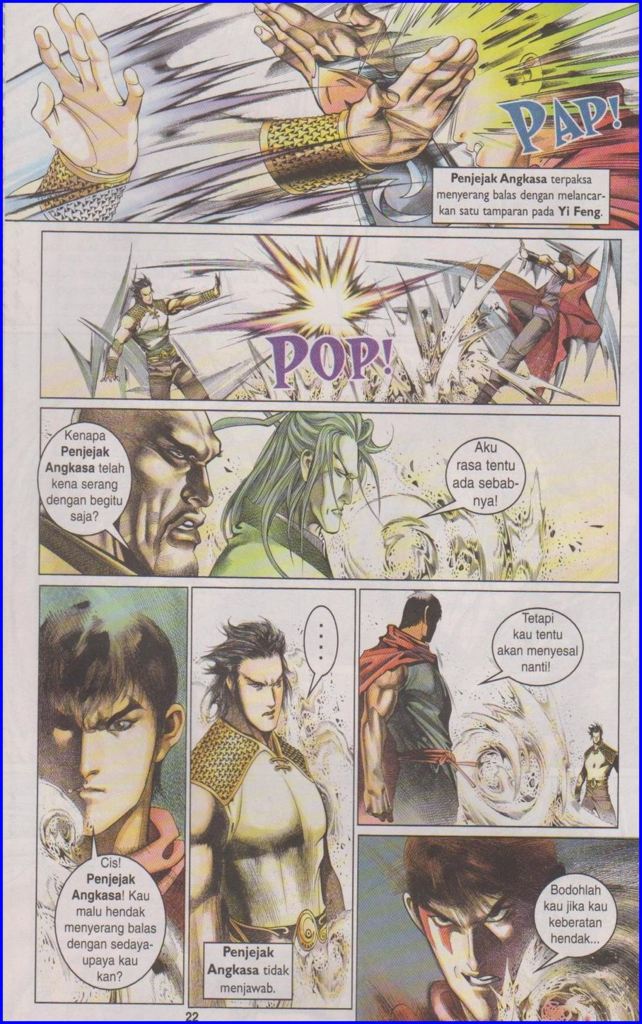 PAP!
Penjejak Angkasa terpaksa
menyerang balas dengan melancar-
kan satu tamparan pada Yi Feng.
POP!
Kenapa
Penjejak
Angkasa telah
kena serang
dengan begitu
saja?
Aku
rasa tentu
ada sebab-
nya!
Cis!
Penjejak
Angkasa! Kau
malu hendak
menyerang balas
dengan sedaya-
upaya kau
kan?
....
Penjejak
Angkasa tidak
menjawab.
Tetapi
kau tentu
akan menyesal
nanti!
Bodohlah
kau jika kau
keberatan
hendak...
22